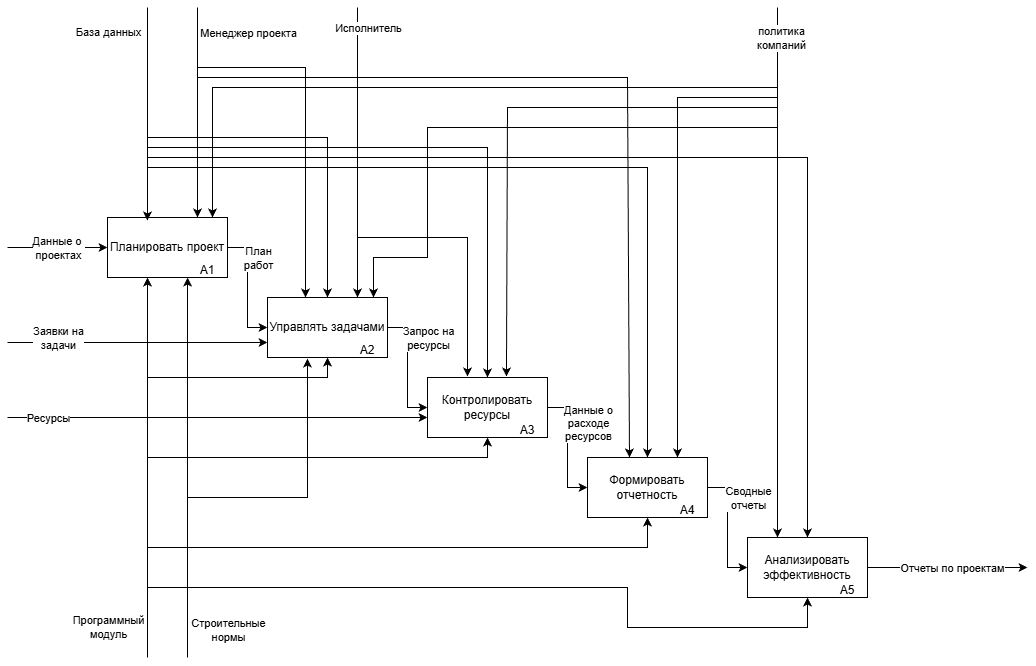 База данных
Менеджер проекта
Исполнитель
политика
компаний
Данные о
проектах
Планировать проект
A1
План
работ
Заявки на
задачи
Управлять задачами
A2
Запрос на
ресурсы
Ресурсы
Контролировать
ресурсы
A3
Данные о
расходе
ресурсов
Формировать
отчетность
A4
Сводные
отчеты
Анализировать
эффективность
A5
Отчеты по проектам
Программный
модуль
Строительные
нормы